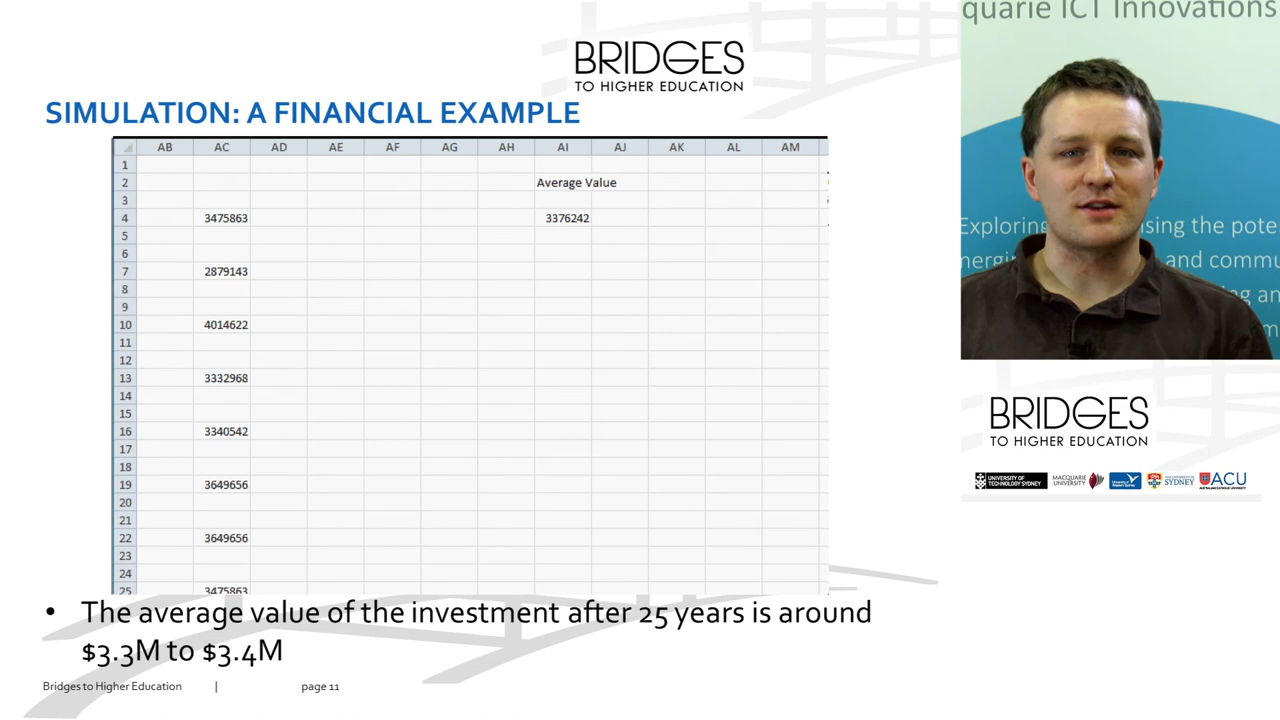 BRIDGES
TO HIGHER EDUCATION
SIMULATION: A FINANCIAL EXAMPLE
AB AC AD AE AF AG AH AI AJ AK AL AM
1
2 Average Value
3
4 3475863 3376242
5
6
7 2879143
8
9
10 4014622
11
12
13 3332968
14
15
16 3340542
17
18
19 3649656
20
21
22 3649656
23
24
25 3475863
• The average value of the investment after 25 years is around
$3.3M to $3.4M
Bridges to Higher Education | page 11
quarie ICT Innovations
Exploring ising the pote
and commu
BRIDGES
TO HIGHER EDUCATION
UNIVERSITY OF
TECHNOLOGY SYDNEY
MACQUARIE
UNIVERSITY
SYDNEY
ACU